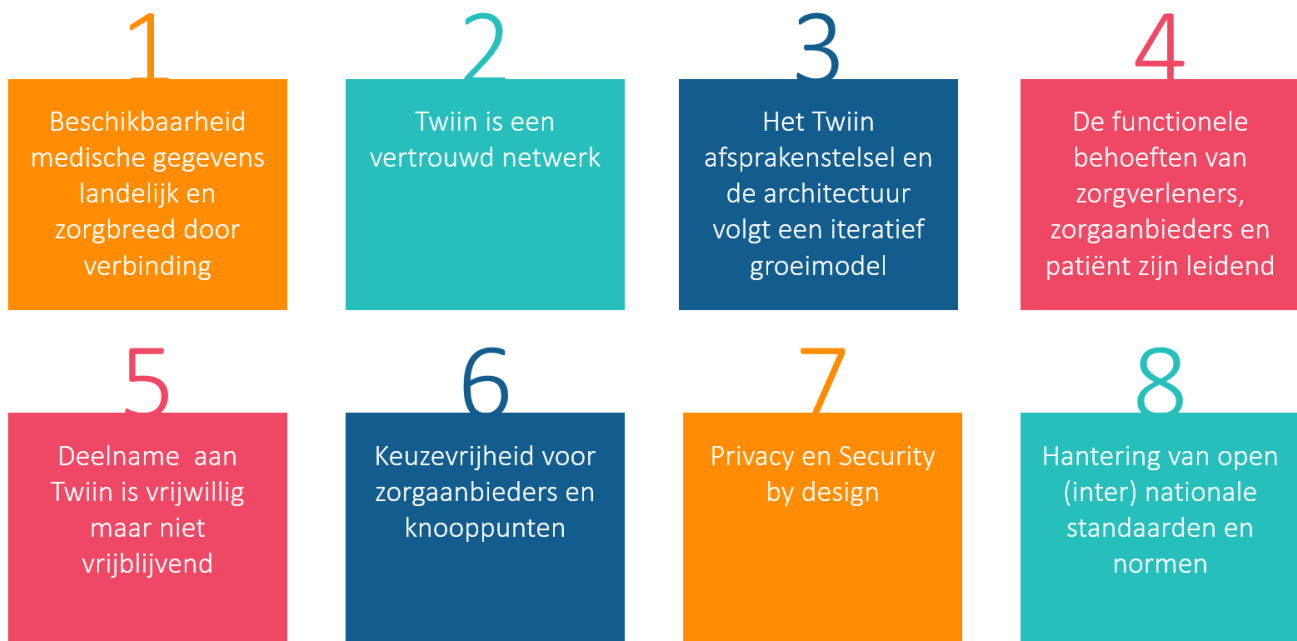 1
Beschikbaarheid
medische gegevens
landelijk en
zorgbreed door
verbinding
2
Twiin is een
vertrouwd netwerk
3
Het Twiin
afsprakenstelsel en
de architectuur
volgt een iteratief
groeimodel
4
De functionele
behoeften van
zorgverleners,
zorgaanbieders en
patiënt zijn leidend
5
Deelname  aan
Twiin is vrijwillig
maar niet
vrijblijvend
6
Keuzevrijheid voor
zorgaanbieders en
knooppunten
7
Privacy en Security
by design
8
Hantering van open
(inter) nationale
standaarden en
normen